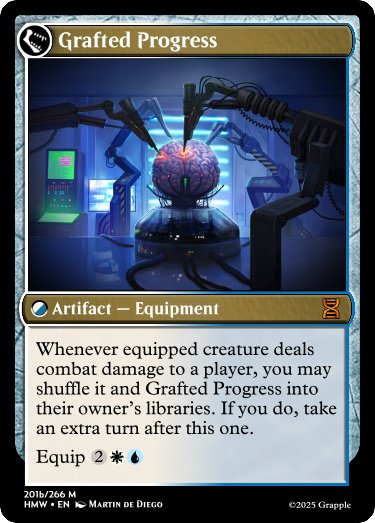 Grafted Progress
Artifact — Equipment
Whenever equipped creature deals
combat damage to a player, you may
shuffle it and Grafted Progress into
their owner's libraries. If you do, take
an extra turn after this one.
Equip 2
201b/266 M
HMW • EN Martin de Diego
©2025 Grapple